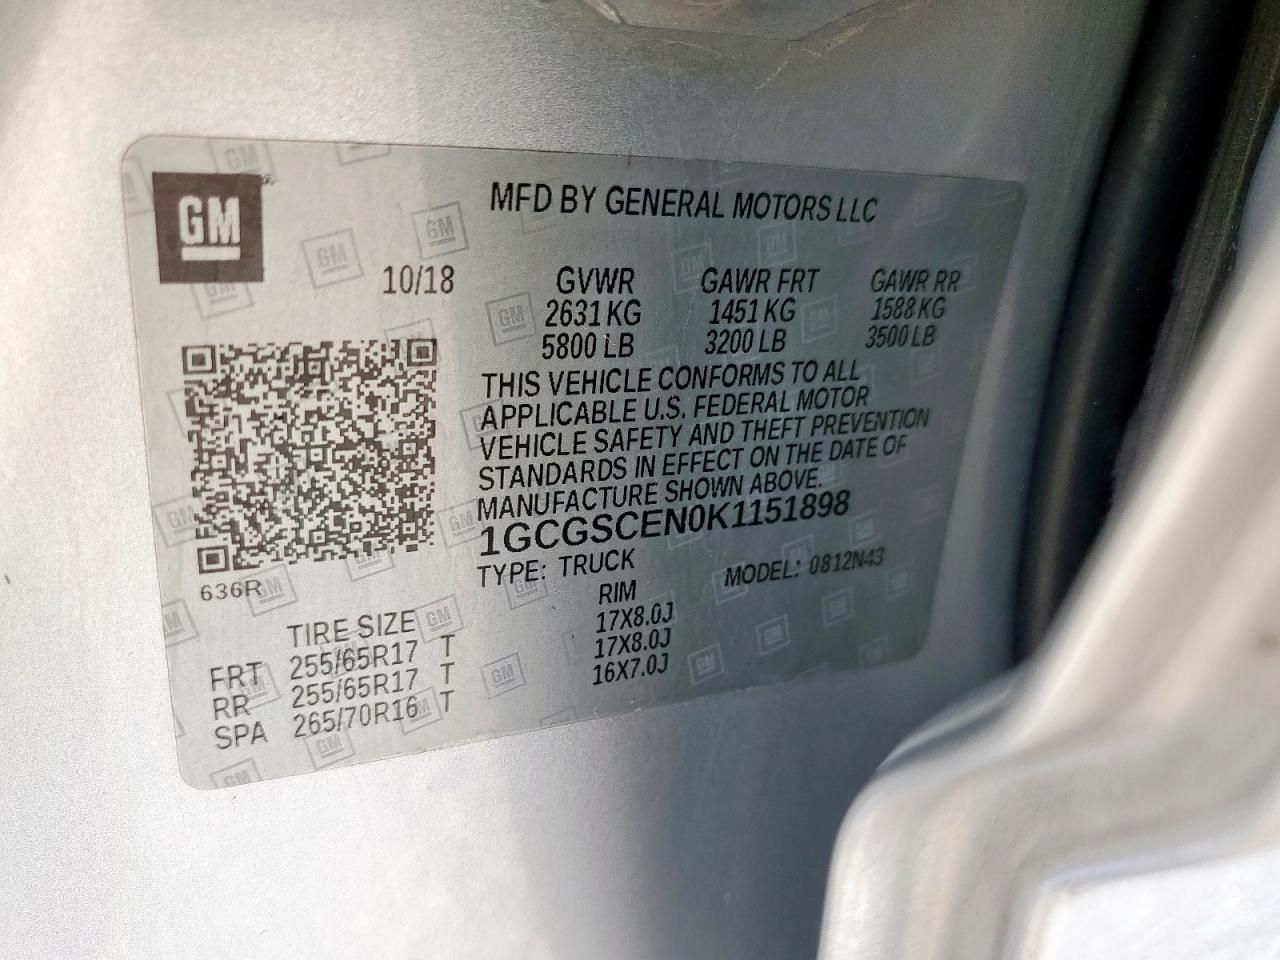 GM
MFD BY GENERAL MOTORS LLC
10/18
GVWR GAWR FRT GAWR RR
2631 KG 1451 KG 1588 KG
5800 LB 3200 LB 3500 LB
THIS VEHICLE CONFORMS TO ALL
APPLICABLE U.S. FEDERAL MOTOR
VEHICLE SAFETY AND THEFT PREVENTION
STANDARDS IN EFFECT ON THE DATE OF
MANUFACTURE SHOWN ABOVE.
1GCGSCEN0K1151898
TYPE: TRUCK MODEL: 0812N43
636R
TIRE SIZE RIM
FRT 255/65R17 T 17X8.0J
RR 255/65R17 T 17X8.0J
SPA 265/70R16 T 16X7.0J